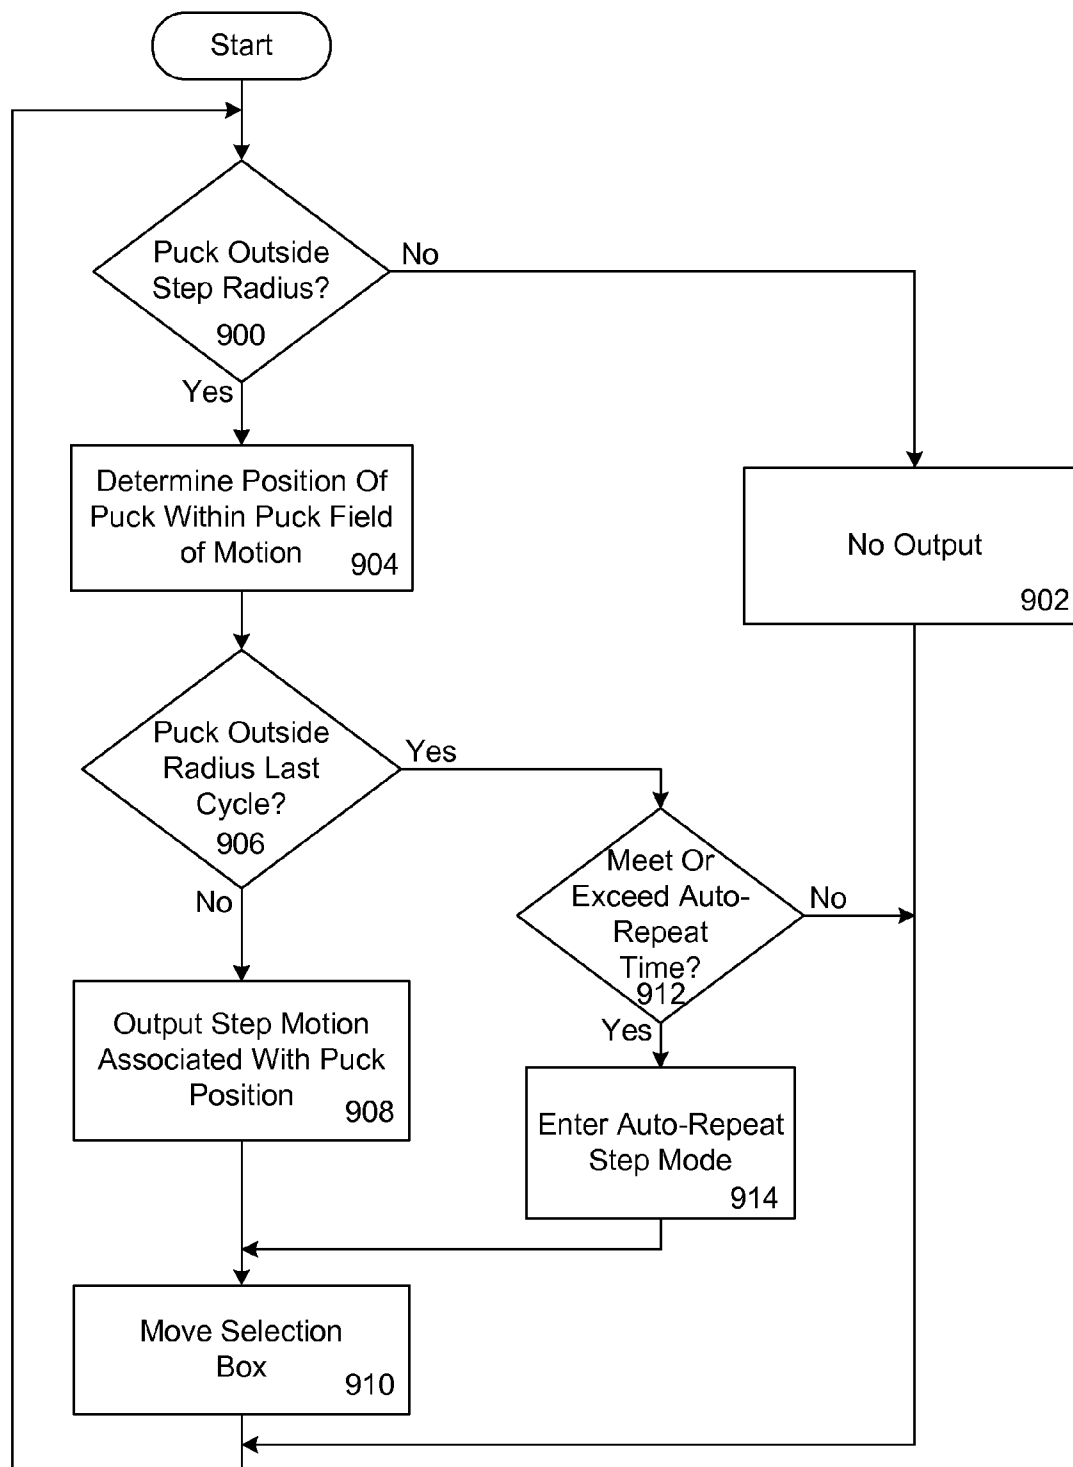 Start
Puck Outside
Step Radius?
900
No
Yes
Determine Position Of
Puck Within Puck Field
of Motion
904
No Output
902
Puck Outside
Radius Last
Cycle?
906
Yes
No
Meet Or
Exceed Auto-
Repeat
Time?
912
No
Yes
Output Step Motion
Associated With Puck
Position
908
Enter Auto-Repeat
Step Mode
914
Move Selection
Box
910